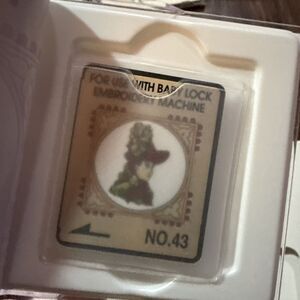 FOR USE WITH BABY LOCK
EMBROIDERY MACHINE
NO.43